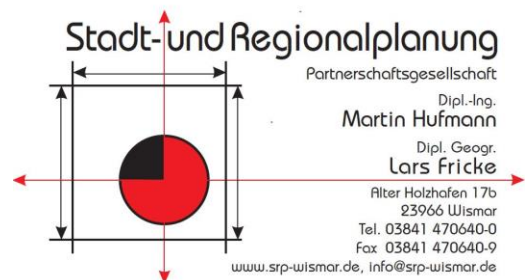 Stadt- und Regionalplanung
Partnerschaftsgesellschaft
Dipl.-Ing.
Martin Hufmann
Dipl. Geogr.
Lars Fricke
Alter Holzhafen 17b
23966 Wismar
Tel. 03841 470640-0
Fax 03841 470640-9
www.srp-wismar.de, info@srp-wismar.de